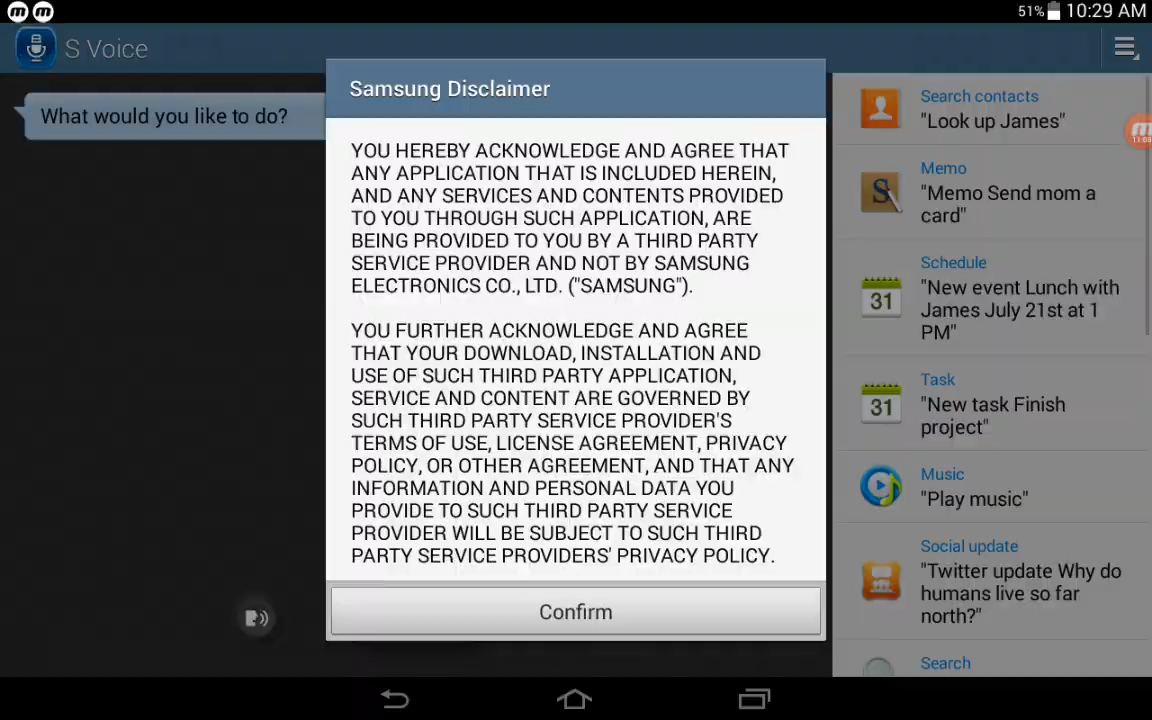 51% 10:29 AM
S Voice
What would you like to do?
Samsung Disclaimer
YOU HEREBY ACKNOWLEDGE AND AGREE THAT
ANY APPLICATION THAT IS INCLUDED HEREIN,
AND ANY SERVICES AND CONTENTS PROVIDED
TO YOU THROUGH SUCH APPLICATION, ARE
BEING PROVIDED TO YOU BY A THIRD PARTY
SERVICE PROVIDER AND NOT BY SAMSUNG
ELECTRONICS CO., LTD. ("SAMSUNG").
YOU FURTHER ACKNOWLEDGE AND AGREE
THAT YOUR DOWNLOAD, INSTALLATION AND
USE OF SUCH THIRD PARTY APPLICATION,
SERVICE AND CONTENT ARE GOVERNED BY
SUCH THIRD PARTY SERVICE PROVIDER'S
TERMS OF USE, LICENSE AGREEMENT, PRIVACY
POLICY, OR OTHER AGREEMENT, AND THAT ANY
INFORMATION AND PERSONAL DATA YOU
PROVIDE TO SUCH THIRD PARTY SERVICE
PROVIDER WILL BE SUBJECT TO SUCH THIRD
PARTY SERVICE PROVIDERS' PRIVACY POLICY.
Confirm
Search contacts
"Look up James"
Memo
"Memo Send mom a
card"
Schedule
31
"New event Lunch with
James July 21st at 1
PM"
Task
31
"New task Finish
project"
Music
"Play music"
Social update
"Twitter update Why do
humans live so far
north?"
Search